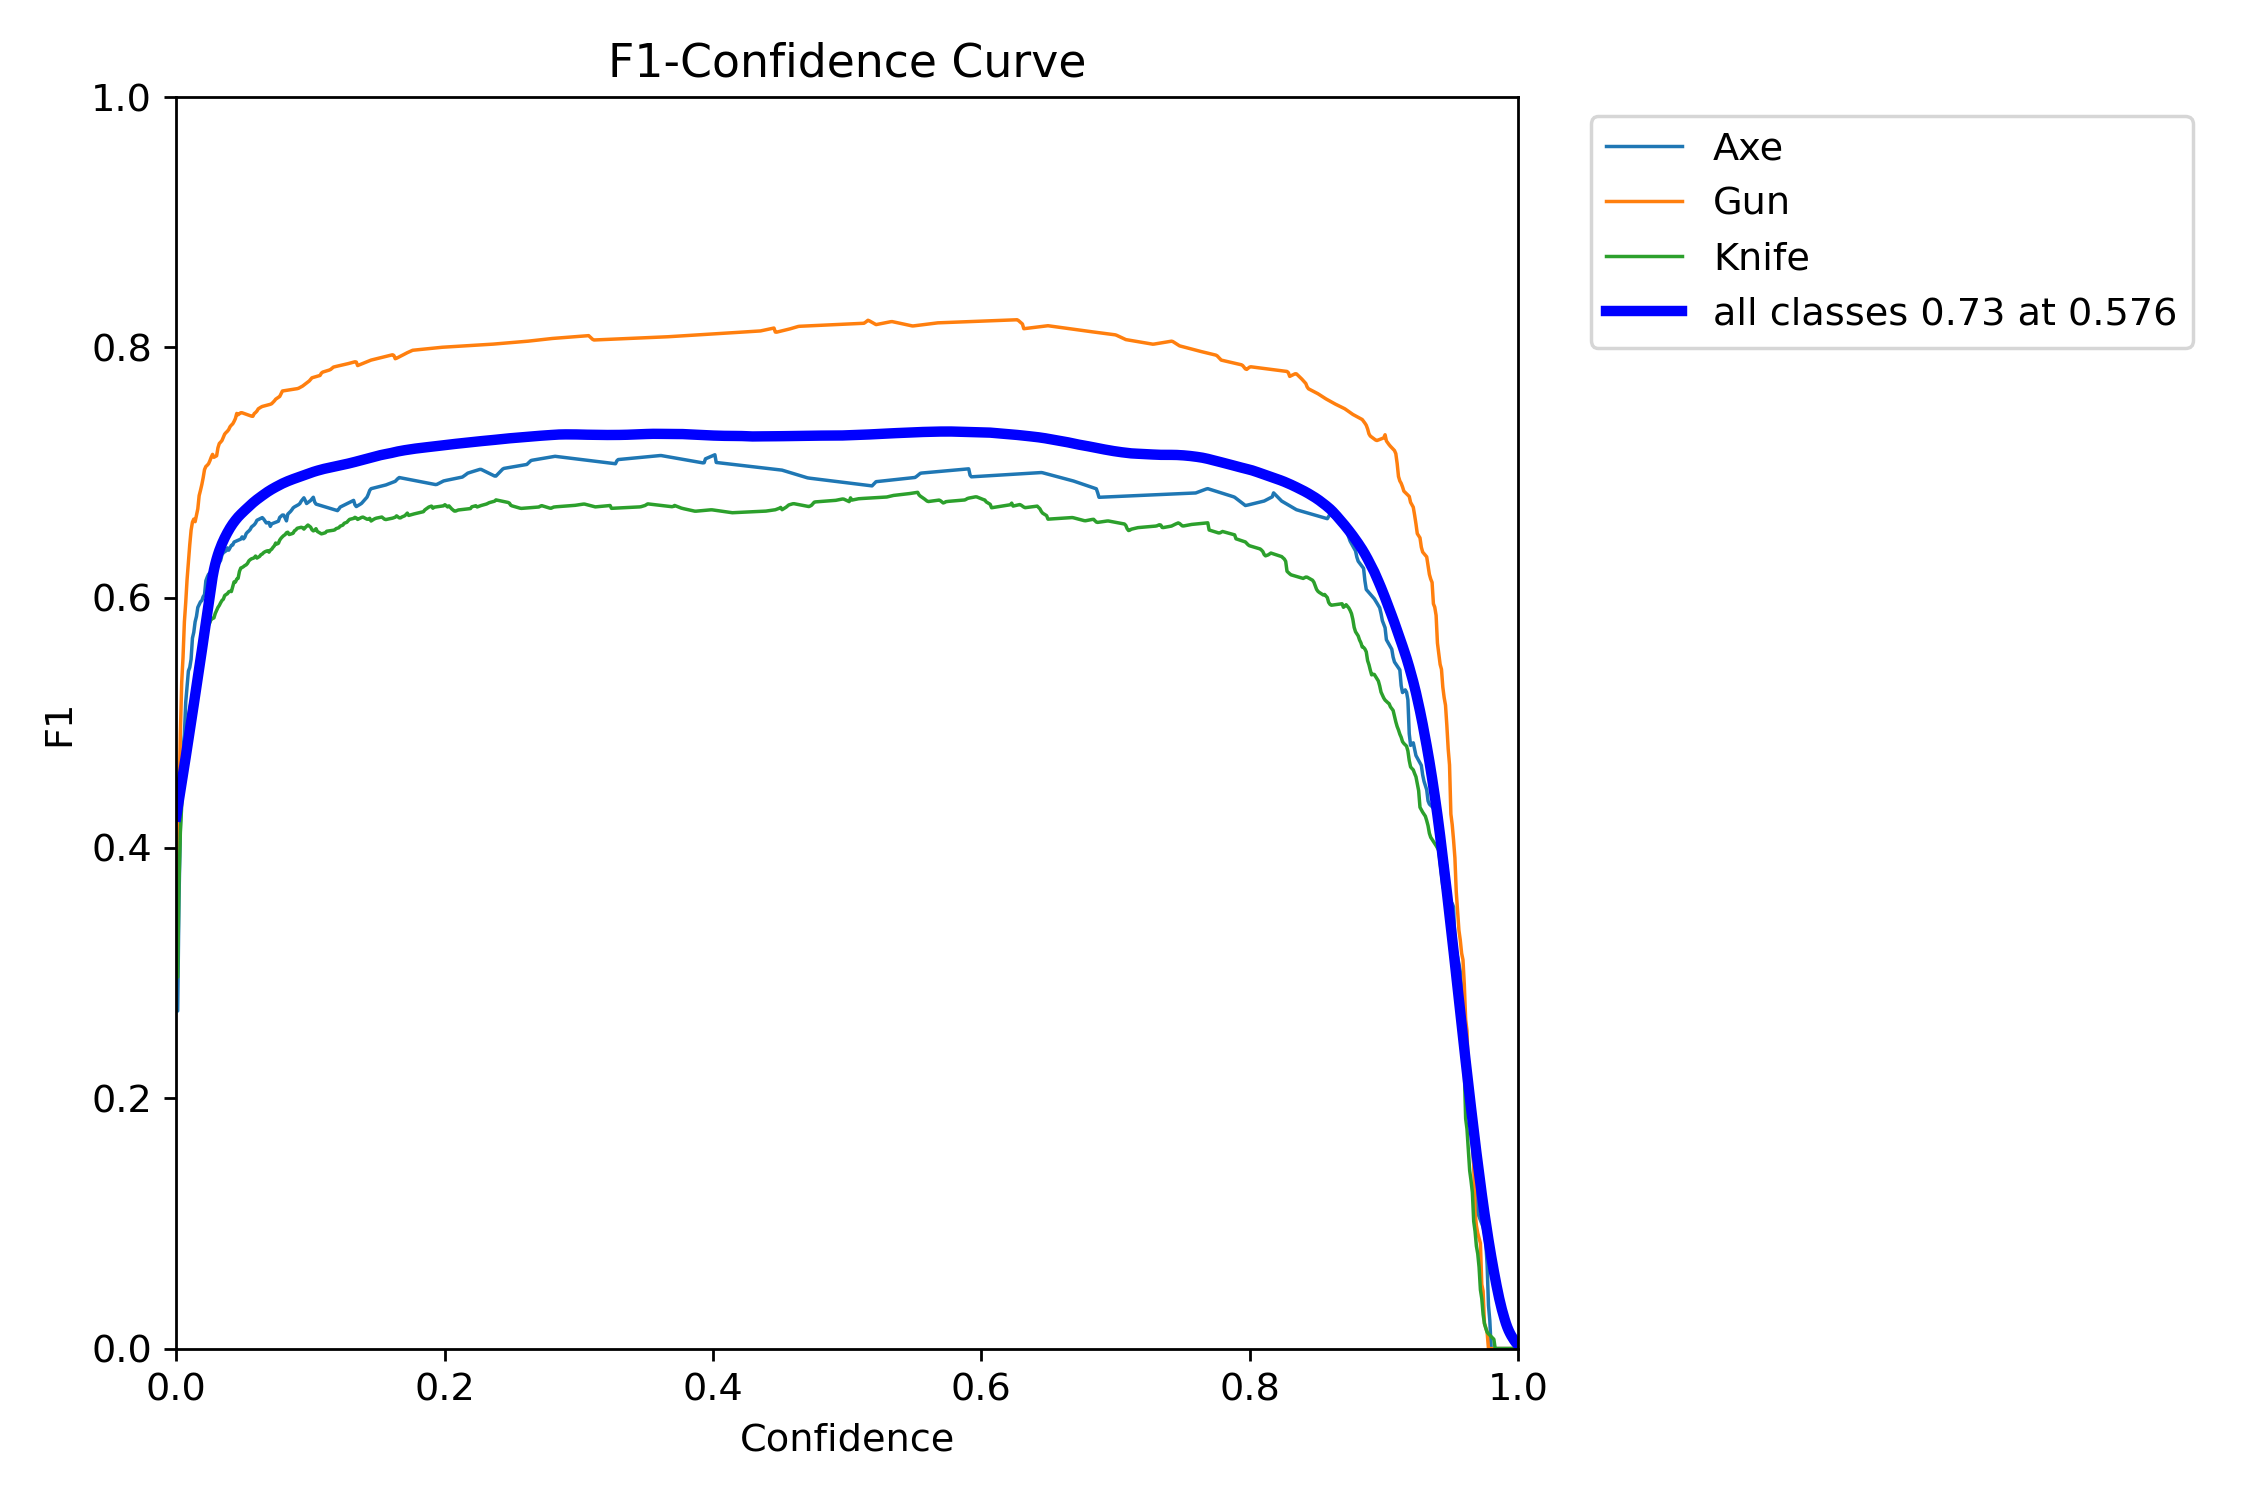 F1-Confidence Curve
1.0
0.8
0.6
0.4
0.2
0.0
F1
0.0 0.2 0.4 0.6 0.8 1.0
Confidence
Axe
Gun
Knife
all classes 0.73 at 0.576